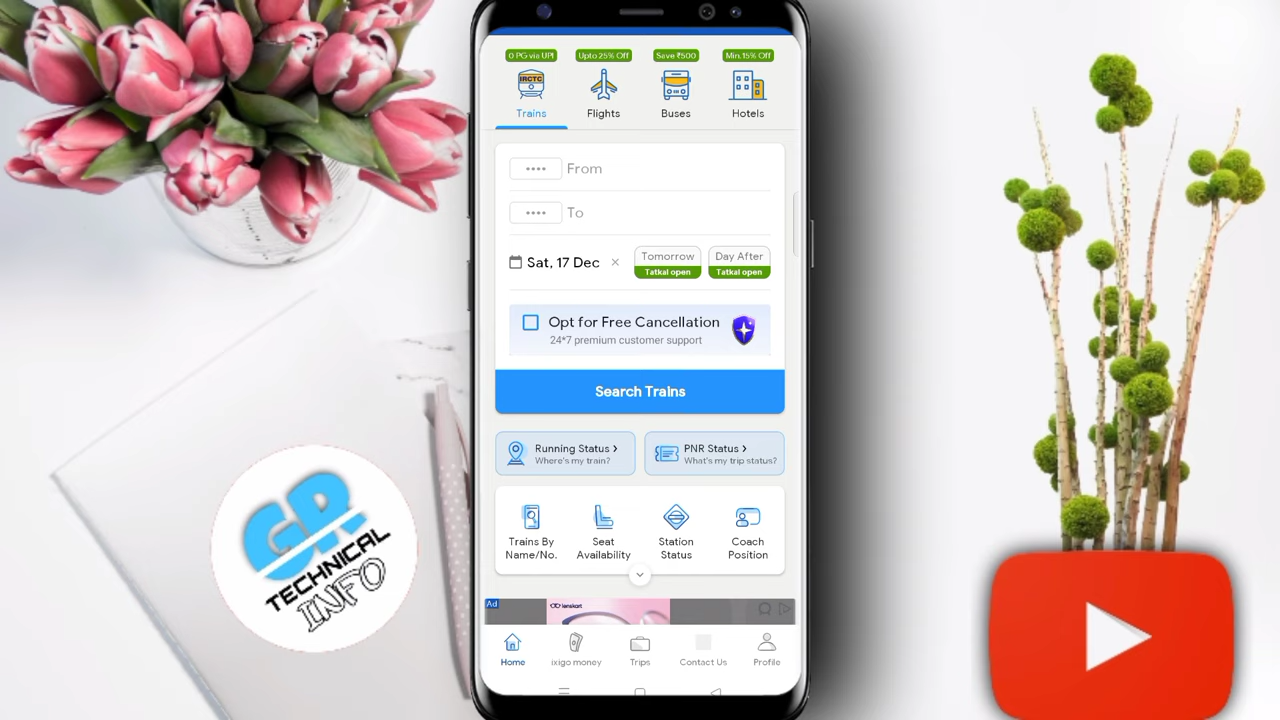 0 PG via UPI
Upto 25% Off
Save ₹500
Min.15% Off
IRCTC
Trains
Flights
Buses
Hotels
From
To
Sat, 17 Dec
Tomorrow
Tatkal open
Day After
Tatkal open
Opt for Free Cancellation
24*7 premium customer support
Search Trains
Running Status
Where's my train?
PNR Status
What's my trip status?
Trains By
Name/No.
Seat
Availability
Station
Status
Coach
Position
Ad
lenskart
Home
ixigo money
Trips
Contact Us
Profile
GR
TECHNICAL
INFO